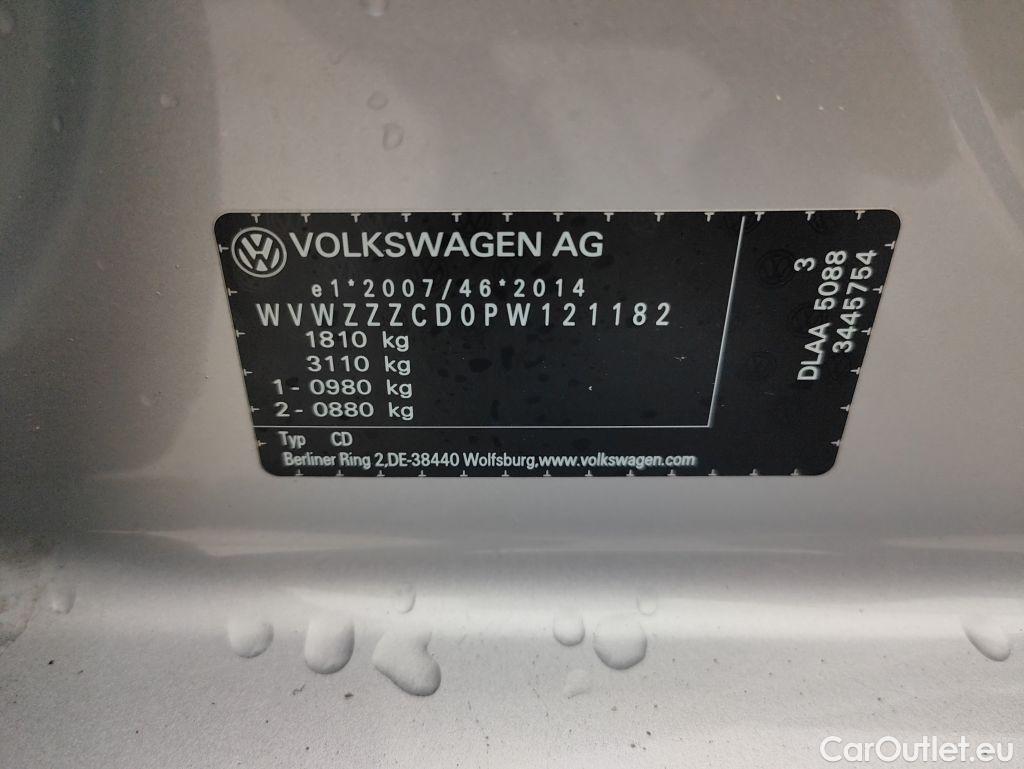 VOLKSWAGEN AG
e1*2007/46*2014
WVWZZZCD0PW121182
1810 kg
3110 kg
1- 0980 kg
2- 0880 kg
Typ CD
Berliner Ring 2,DE-38440 Wolfsburg,www.volkswagen.com
3
DLAA 5088
3445754
CarOutlet.eu